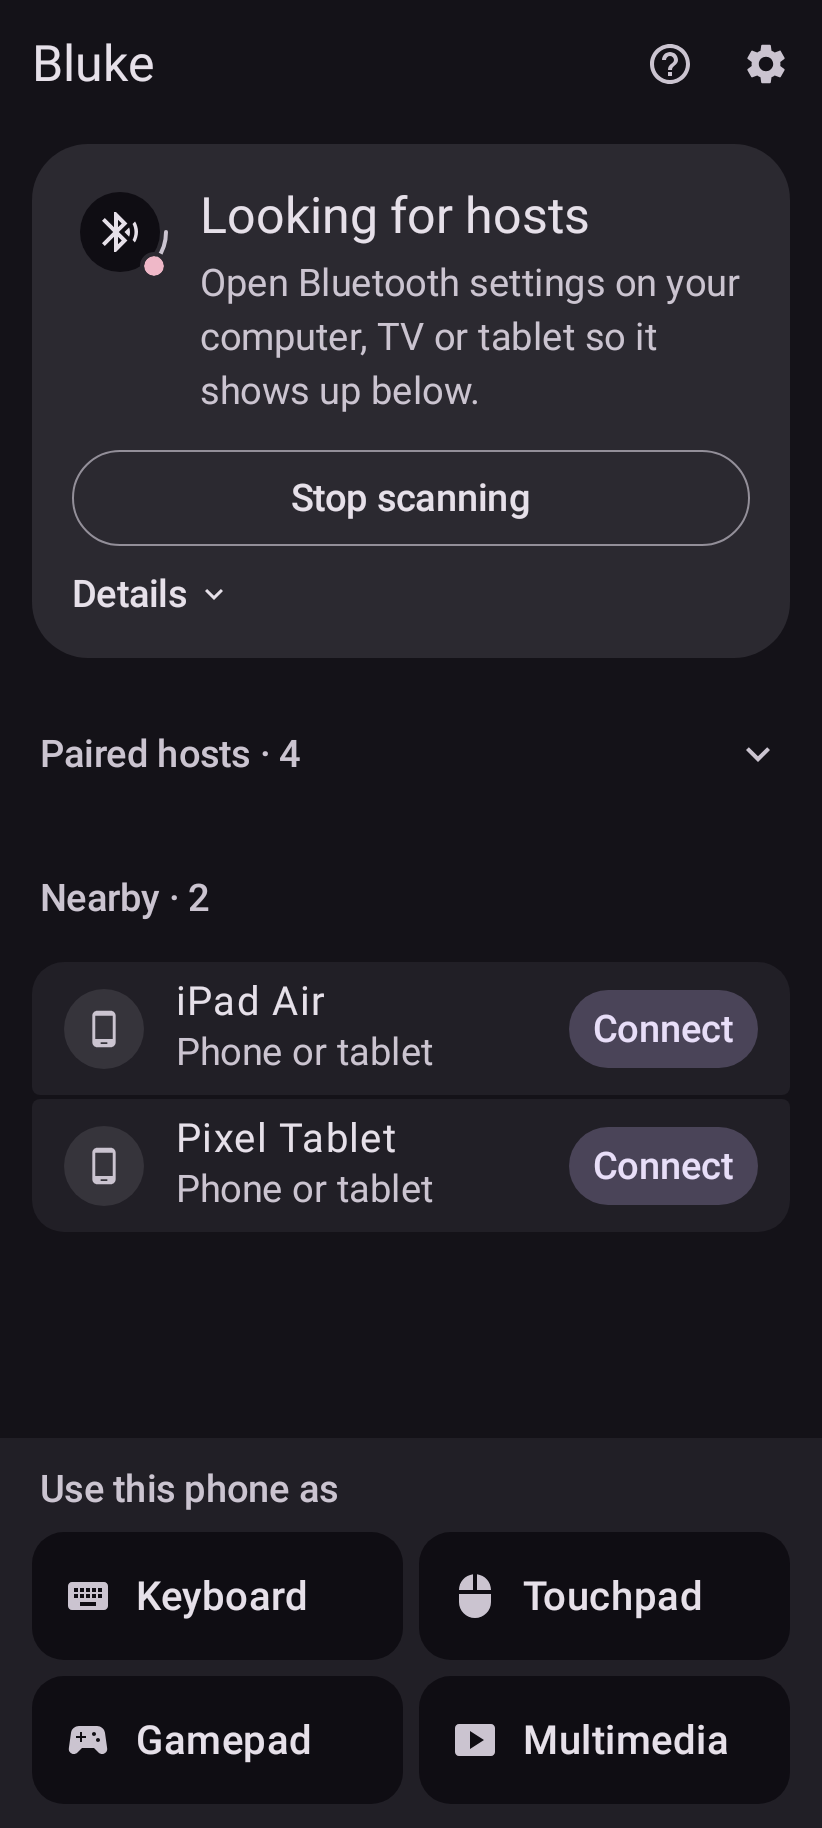 Bluke
Looking for hosts
Open Bluetooth settings on your
computer, TV or tablet so it
shows up below.
Stop scanning
Details
Paired hosts · 4
Nearby · 2
iPad Air
Phone or tablet
Connect
Pixel Tablet
Phone or tablet
Connect
Use this phone as
Keyboard
Touchpad
Gamepad
Multimedia